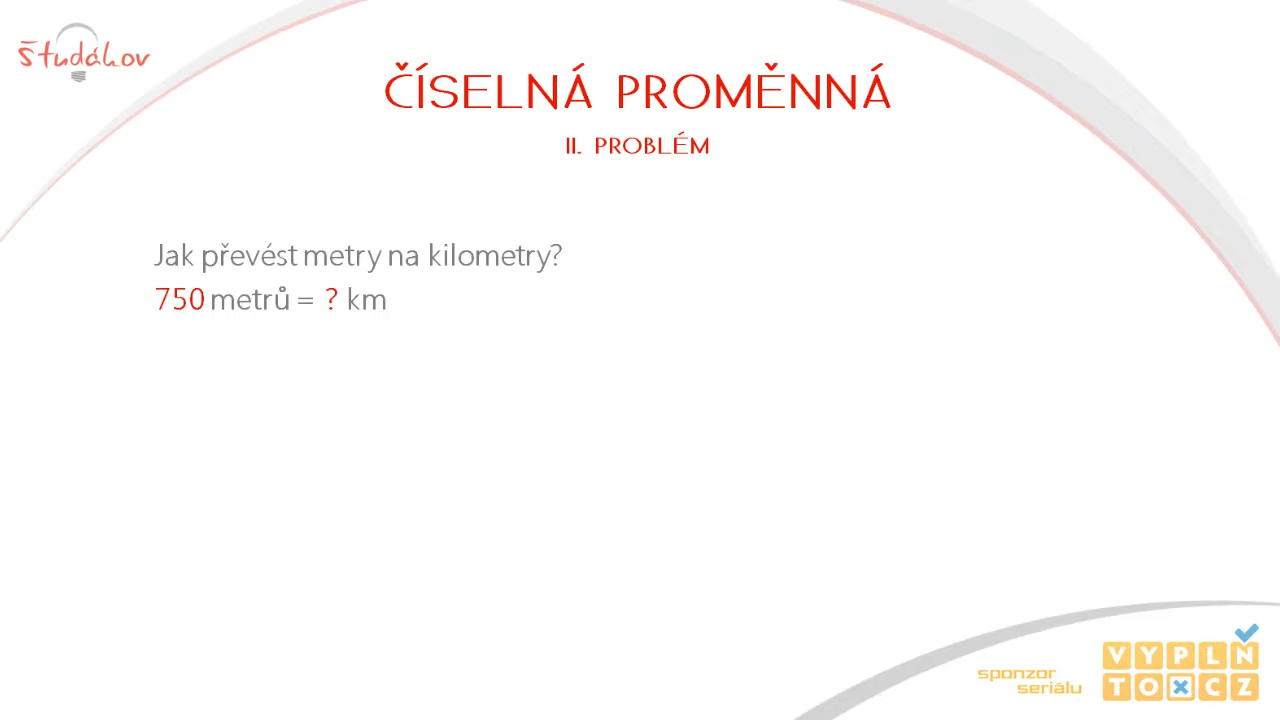 Študákov
ČÍSELNÁ PROMĚNNÁ
II. PROBLÉM
Jak převést metry na kilometry?
750 metrů = ? km
sponzor
seriálu
VYPLŇ
TO CZ